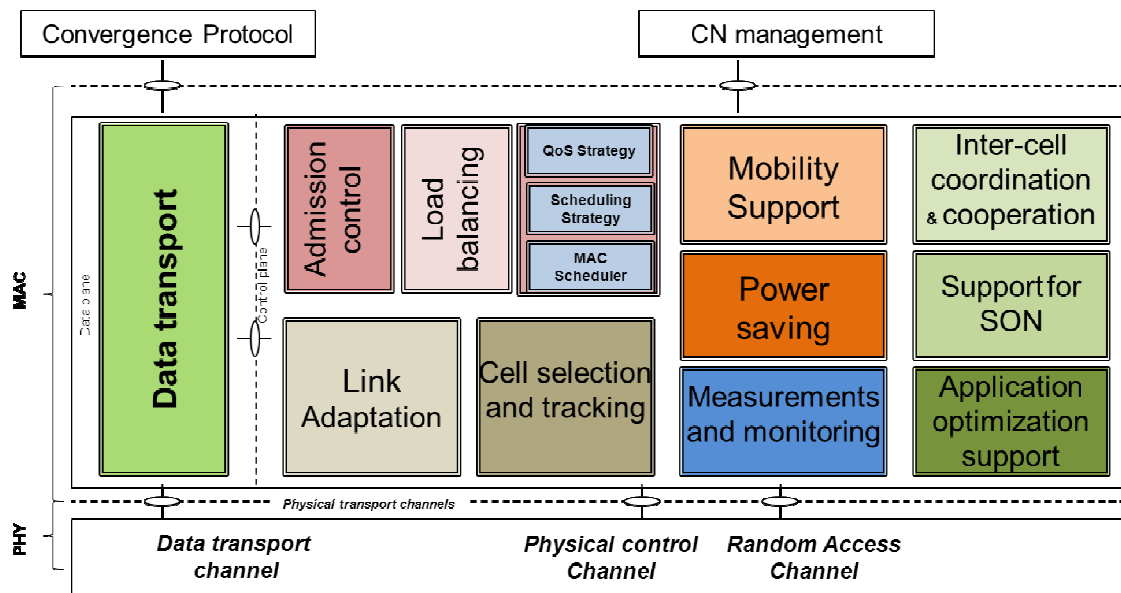 Convergence Protocol
CN management
MAC
Data plane
Data transport
Control plane
Admission
control
Load
balancing
QoS Strategy
Scheduling
Strategy
MAC
Scheduler
Mobility
Support
Inter-cell
coordination
& cooperation
Power
saving
Support for
SON
Link
Adaptation
Cell selection
and tracking
Measurements
and monitoring
Application
optimization
support
Physical transport channels
PHY
Data transport
channel
Physical control
Channel
Random Access
Channel